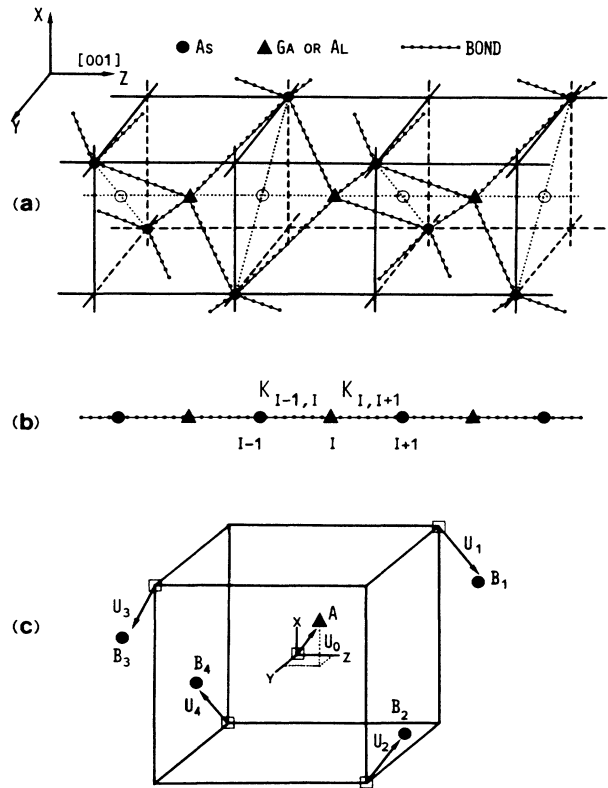 X
[001]
Z
Y
As
GA OR AL
BOND
(a)
K I-1,I
K I,I+1
(b)
I-1
I
I+1
(c)
U1
B1
U3
B3
A
X
U0
Z
Y
B4
U4
B2
U2